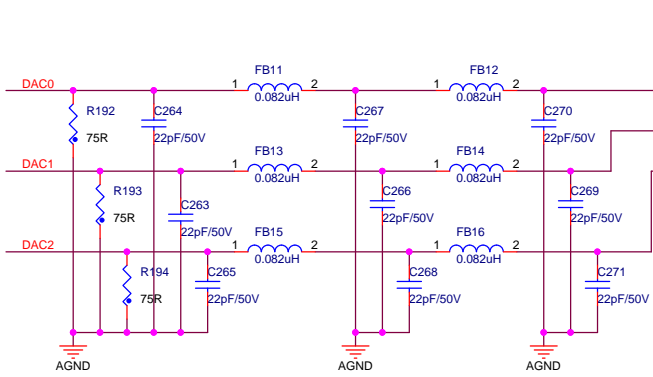 FB11
FB12
DAC0
1
2
1
2
0.082uH
0.082uH
R192
C264
C267
C270
75R
22pF/50V
22pF/50V
22pF/50V
FB13
FB14
DAC1
1
2
1
2
0.082uH
0.082uH
R193
C263
C266
C269
75R
22pF/50V
22pF/50V
22pF/50V
FB15
FB16
DAC2
1
2
1
2
0.082uH
0.082uH
R194
C265
C268
C271
75R
22pF/50V
22pF/50V
22pF/50V
AGND
AGND
AGND